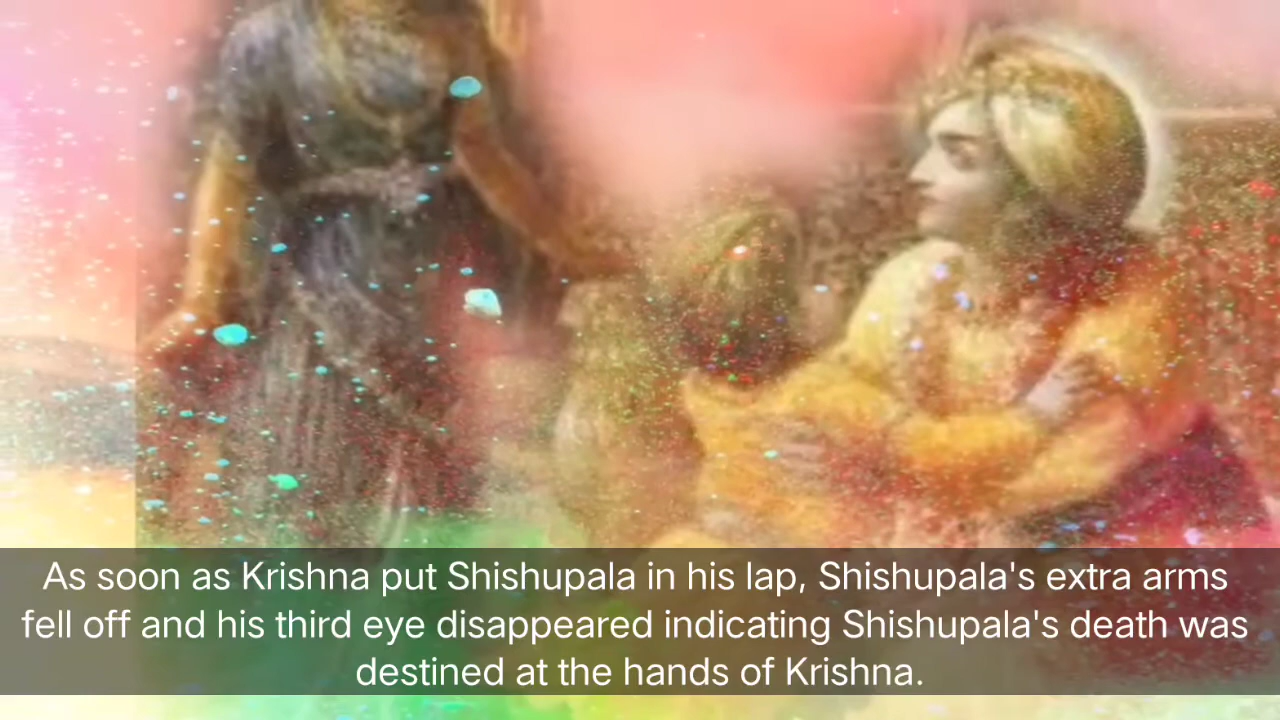 As soon as Krishna put Shishupala in his lap, Shishupala's extra arms
fell off and his third eye disappeared indicating Shishupala's death was
destined at the hands of Krishna.